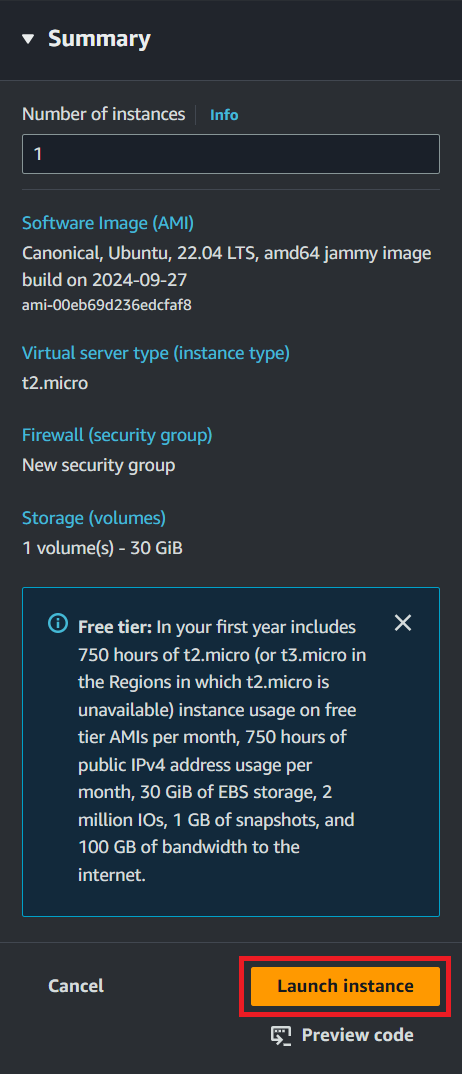 Summary
Number of instances Info
1
Software Image (AMI)
Canonical, Ubuntu, 22.04 LTS, amd64 jammy image
build on 2024-09-27
ami-00eb69d236edcfaf8
Virtual server type (instance type)
t2.micro
Firewall (security group)
New security group
Storage (volumes)
1 volume(s) - 30 GiB
Free tier: In your first year includes
750 hours of t2.micro (or t3.micro in
the Regions in which t2.micro is
unavailable) instance usage on free
tier AMIs per month, 750 hours of
public IPv4 address usage per
month, 30 GiB of EBS storage, 2
million IOs, 1 GB of snapshots, and
100 GB of bandwidth to the
internet.
Cancel Launch instance
Preview code